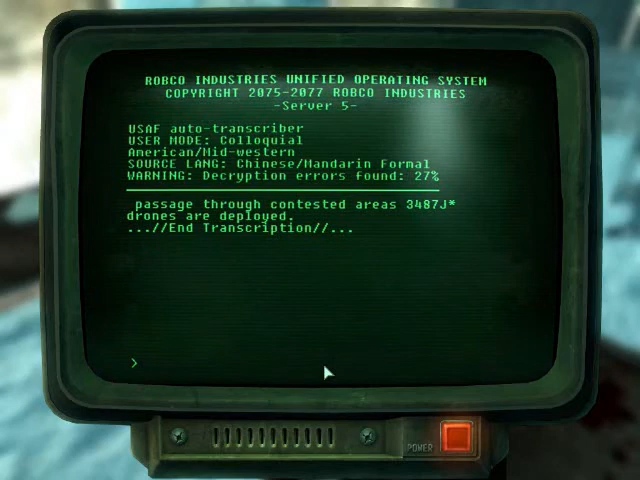 ROBCO INDUSTRIES UNIFIED OPERATING SYSTEM
COPYRIGHT 2075-2077 ROBCO INDUSTRIES
-Server 5-
USAF auto-transcriber
USER MODE: Colloquial
American/Mid-western
SOURCE LANG: Chinese/Mandarin Formal
WARNING: Decryption errors found: 27%
passage through contested areas 3487J*
drones are deployed.
...//End Transcription//...
>
POWER